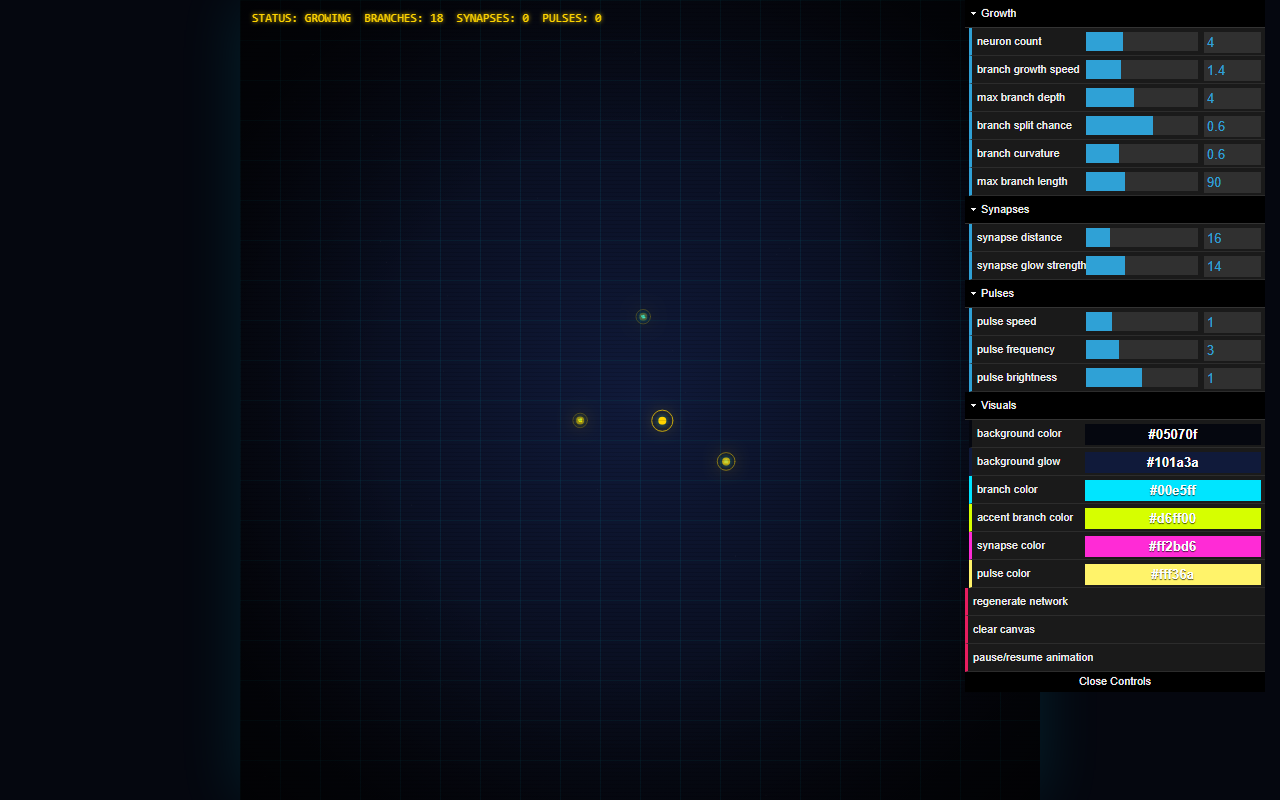 STATUS: GROWING BRANCHES: 18 SYNAPSES: 0 PULSES: 0
Growth
neuron count 4
branch growth speed 1.4
max branch depth 4
branch split chance 0.6
branch curvature 0.6
max branch length 90
Synapses
synapse distance 16
synapse glow strength 14
Pulses
pulse speed 1
pulse frequency 3
pulse brightness 1
Visuals
background color #05070f
background glow #101a3a
branch color #00e5ff
accent branch color #d6ff00
synapse color #ff2bd6
pulse color #fff36a
regenerate network
clear canvas
pause/resume animation
Close Controls